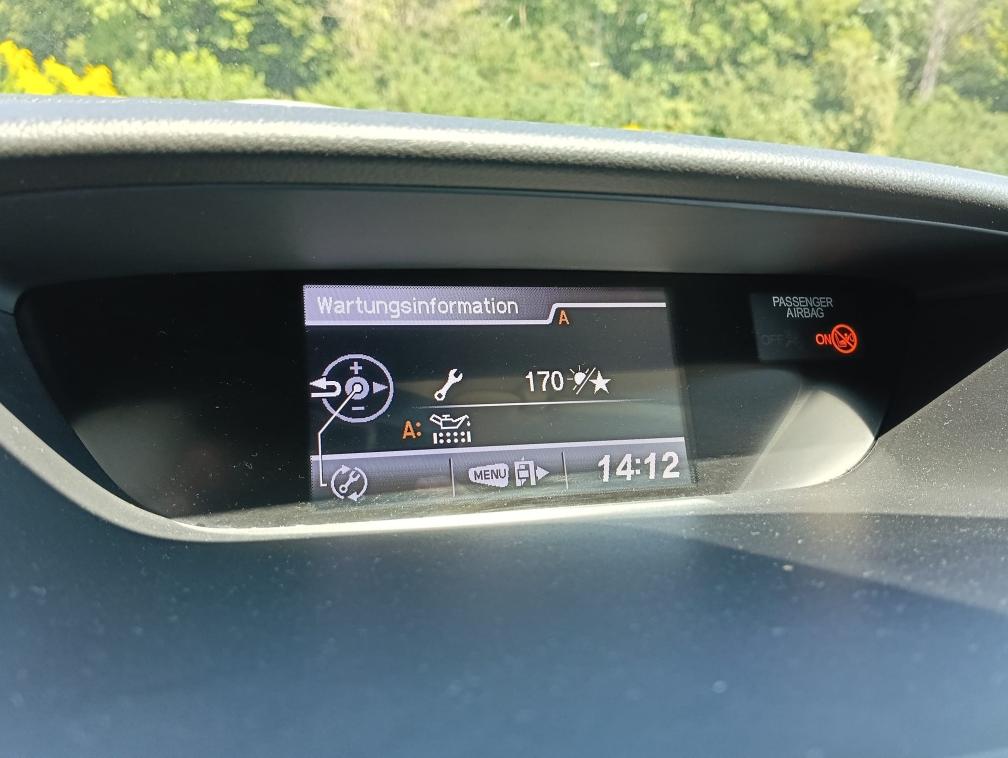 Wartungsinformation
A
PASSENGER
AIRBAG
OFF
ON
170
A:
MENU
14:12